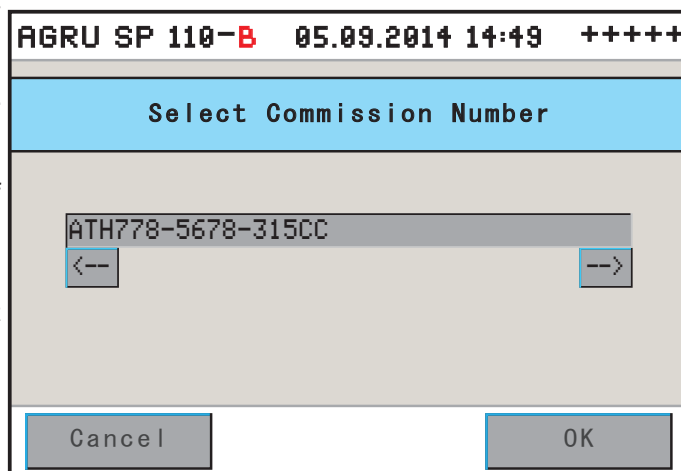 AGRU SP 110-B 05.09.2014 14:49 +++++
Select Commission Number
ATH778-5678-315CC
<-- -->
Cancel OK